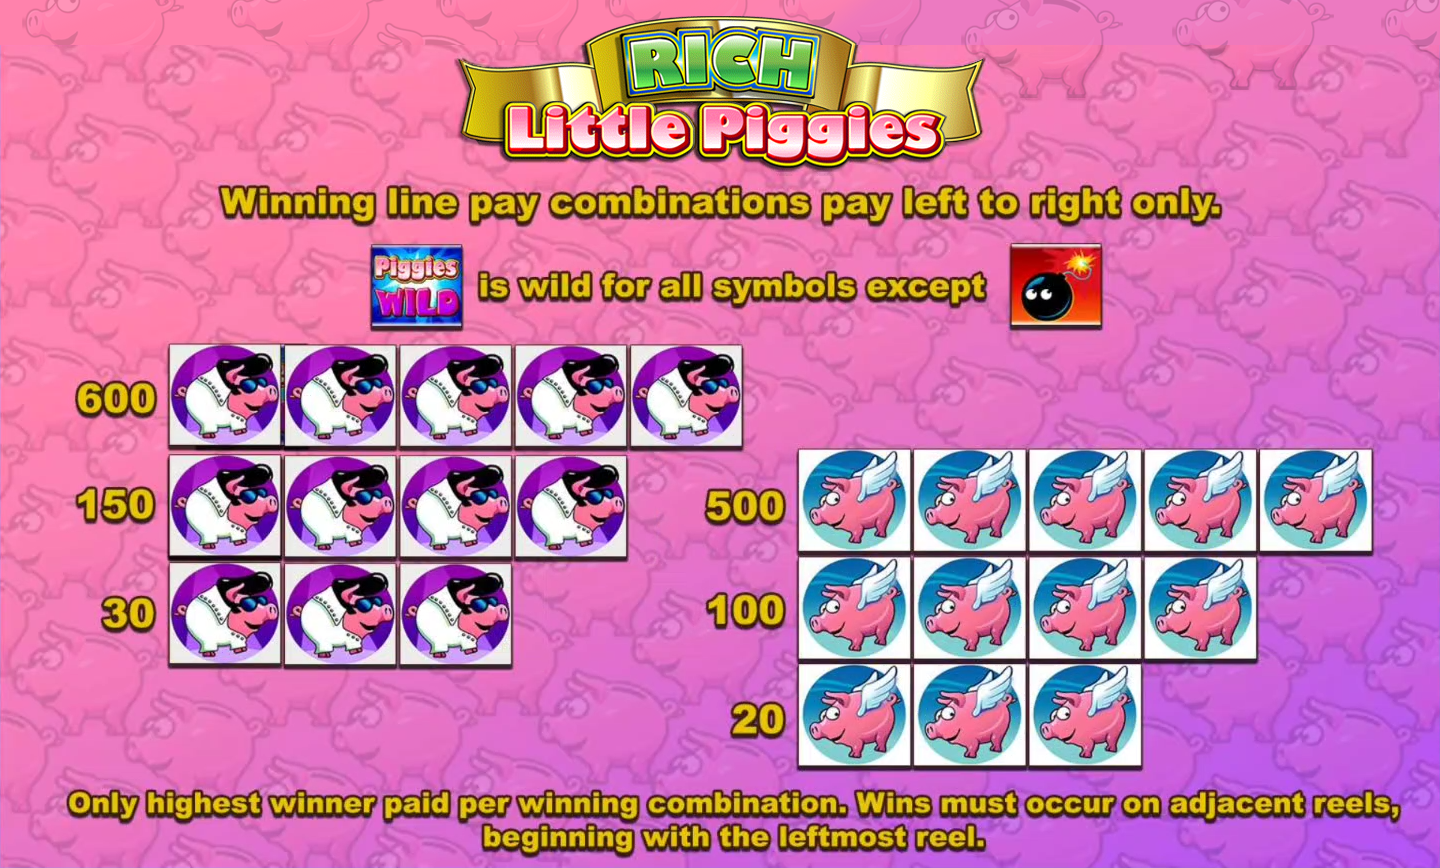 RICH
Little Piggies
Winning line pay combinations pay left to right only.
Piggies
WILD
is wild for all symbols except
600
150
30
500
100
20
Only highest winner paid per winning combination. Wins must occur on adjacent reels,
beginning with the leftmost reel.